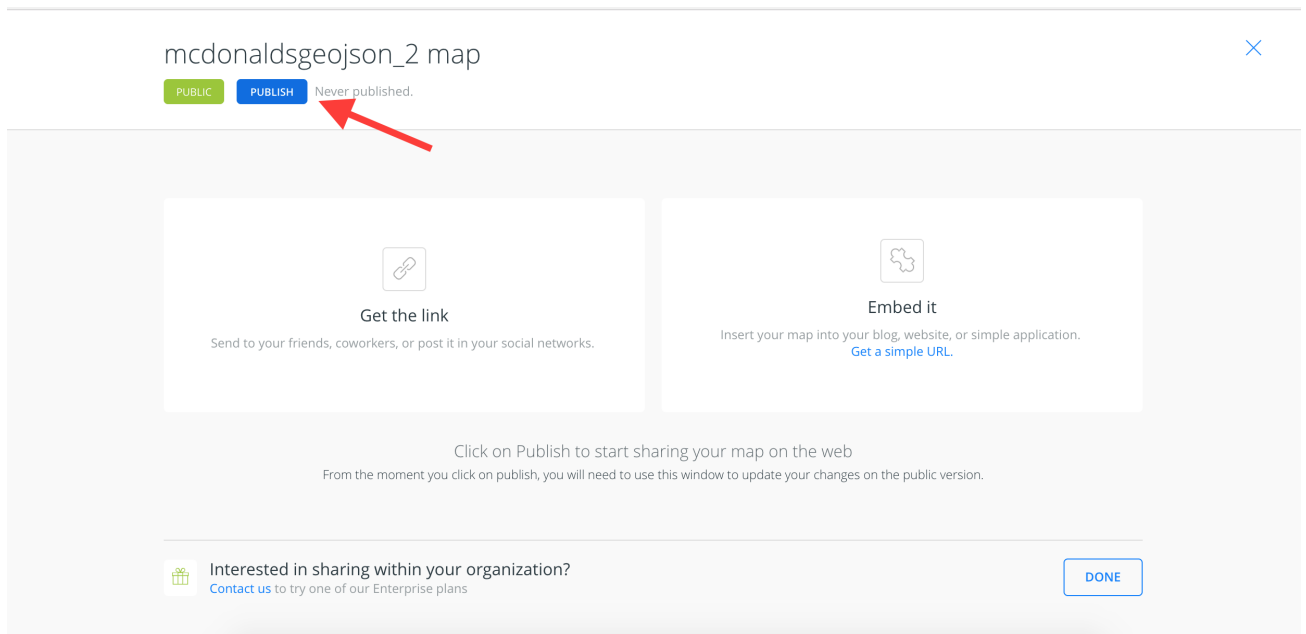 mcdonaldsgeojson_2 map
PUBLIC PUBLISH Never published.
Get the link
Send to your friends, coworkers, or post it in your social networks.
Embed it
Insert your map into your blog, website, or simple application.
Get a simple URL.
Click on Publish to start sharing your map on the web
From the moment you click on publish, you will need to use this window to update your changes on the public version.
Interested in sharing within your organization?
Contact us to try one of our Enterprise plans
DONE